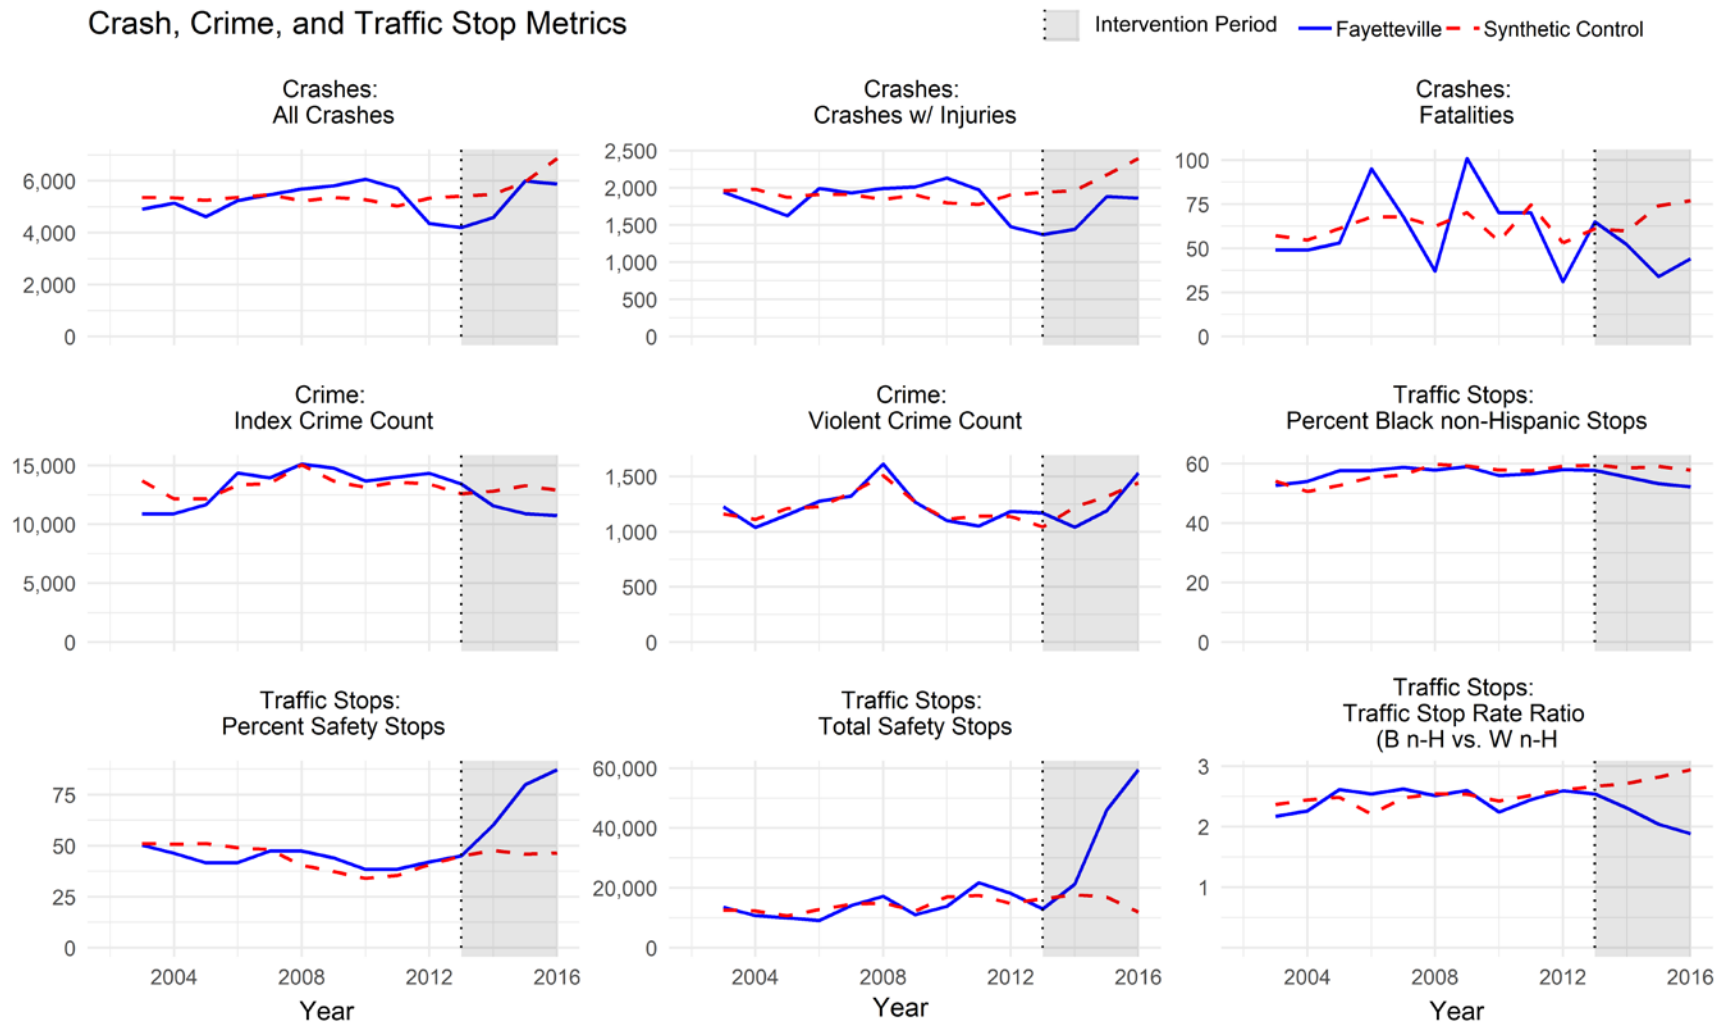 Crash, Crime, and Traffic Stop Metrics
Intervention Period
Fayetteville
Synthetic Control
Crashes:
All Crashes
6,000
4,000
2,000
0
Crashes:
Crashes w/ Injuries
2,500
2,000
1,500
1,000
500
0
Crashes:
Fatalities
100
75
50
25
0
Crime:
Index Crime Count
15,000
10,000
5,000
0
Crime:
Violent Crime Count
1,500
1,000
500
0
Traffic Stops:
Percent Black non-Hispanic Stops
60
40
20
0
Traffic Stops:
Percent Safety Stops
75
50
25
0
2004 2008 2012 2016
Year
Traffic Stops:
Total Safety Stops
60,000
40,000
20,000
0
2004 2008 2012 2016
Year
Traffic Stops:
Traffic Stop Rate Ratio
(B n-H vs. W n-H
3
2
1
2004 2008 2012 2016
Year